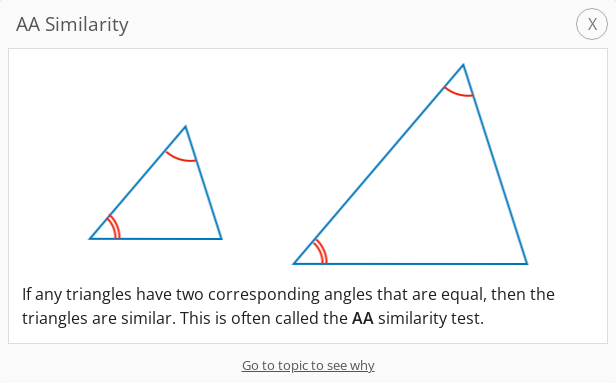 AA Similarity
X
If any triangles have two corresponding angles that are equal, then the
triangles are similar. This is often called the AA similarity test.
Go to topic to see why